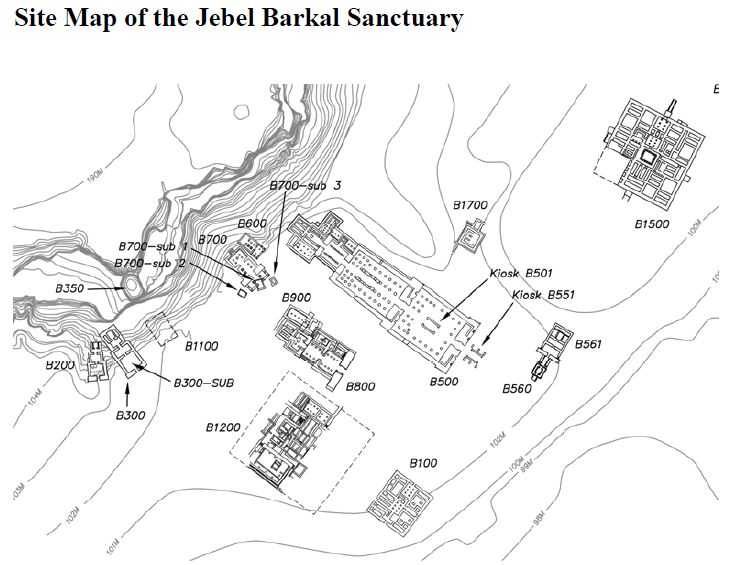 Site Map of the Jebel Barkal Sanctuary
190M
B700-sub 3
B600
B1700
B1500
100M
B700-sub 1
B700
B700-sub 2
B350
Kiosk B501
Kiosk B551
B900
B1100
B561
B200
B300-SUB
B800
B500
B560
104M
B300
B1200
102M
B100
100M
99M
98M
102M
101M